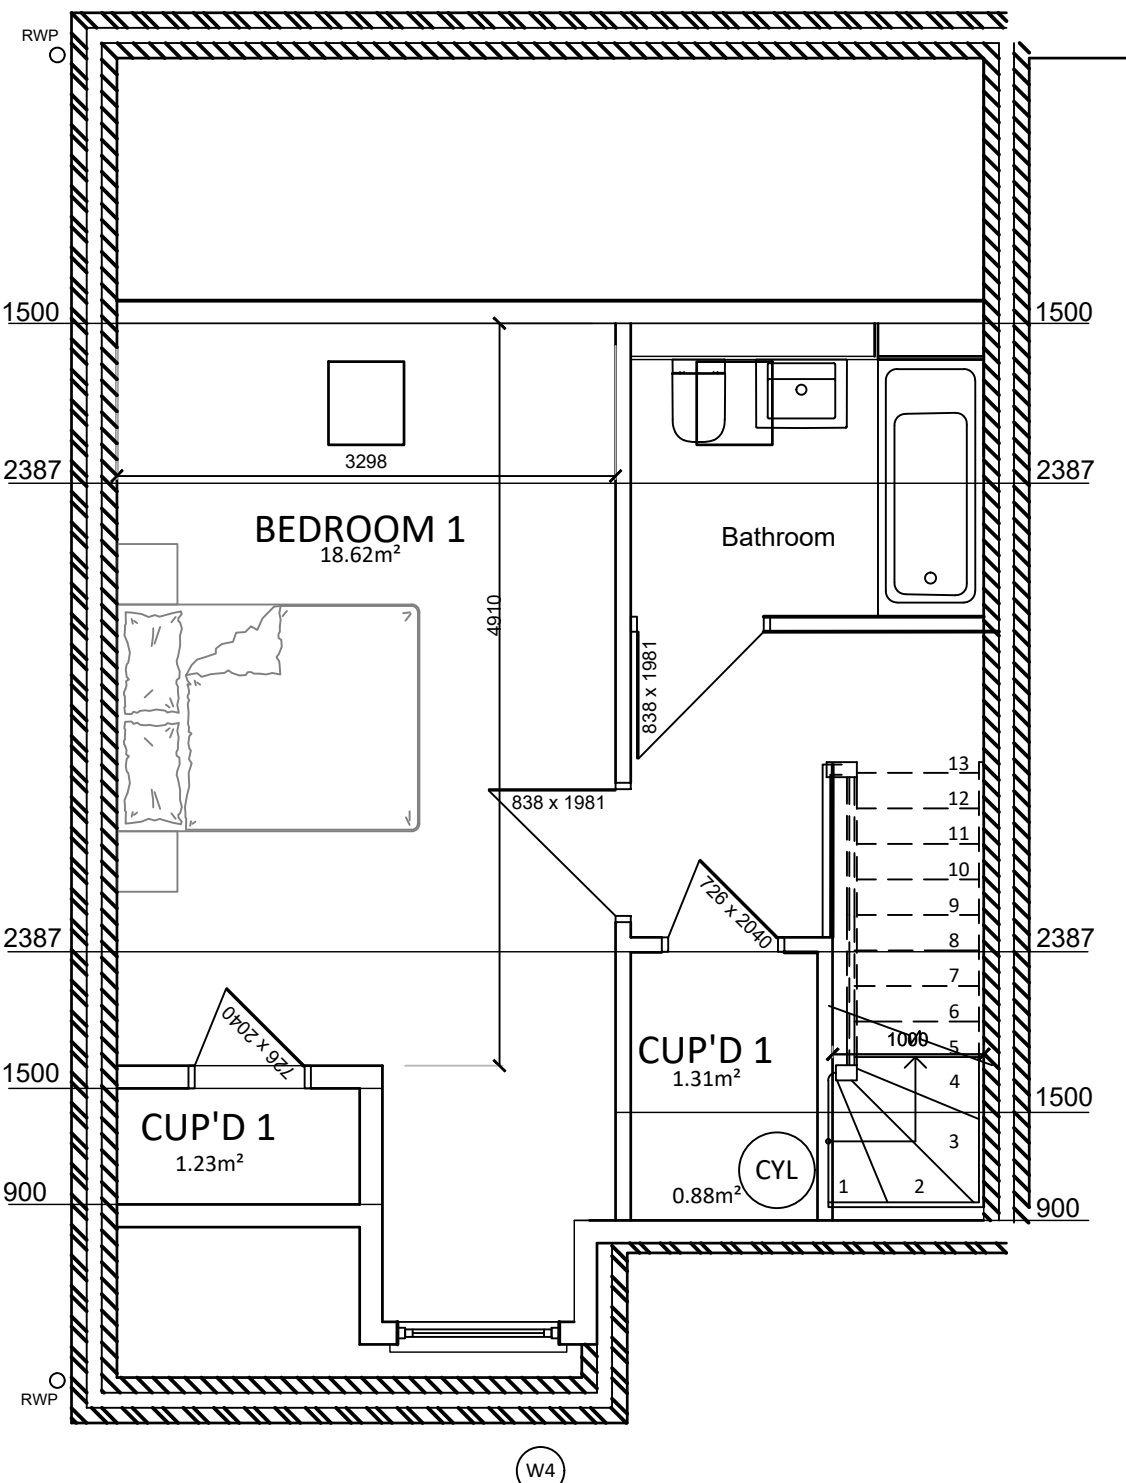 RWP
1500
1500
3298
2387
2387
BEDROOM 1
18.62m²
Bathroom
4910
838 x 1981
13
838 x 1981
12
11
10
726 x 2040
9
8
2387
2387
7
726 x 2040
6
5
1000
CUP'D 1
1.31m²
4
1500
1500
CUP'D 1
1.23m²
3
CYL
0.88m²
1
2
900
900
RWP
W4